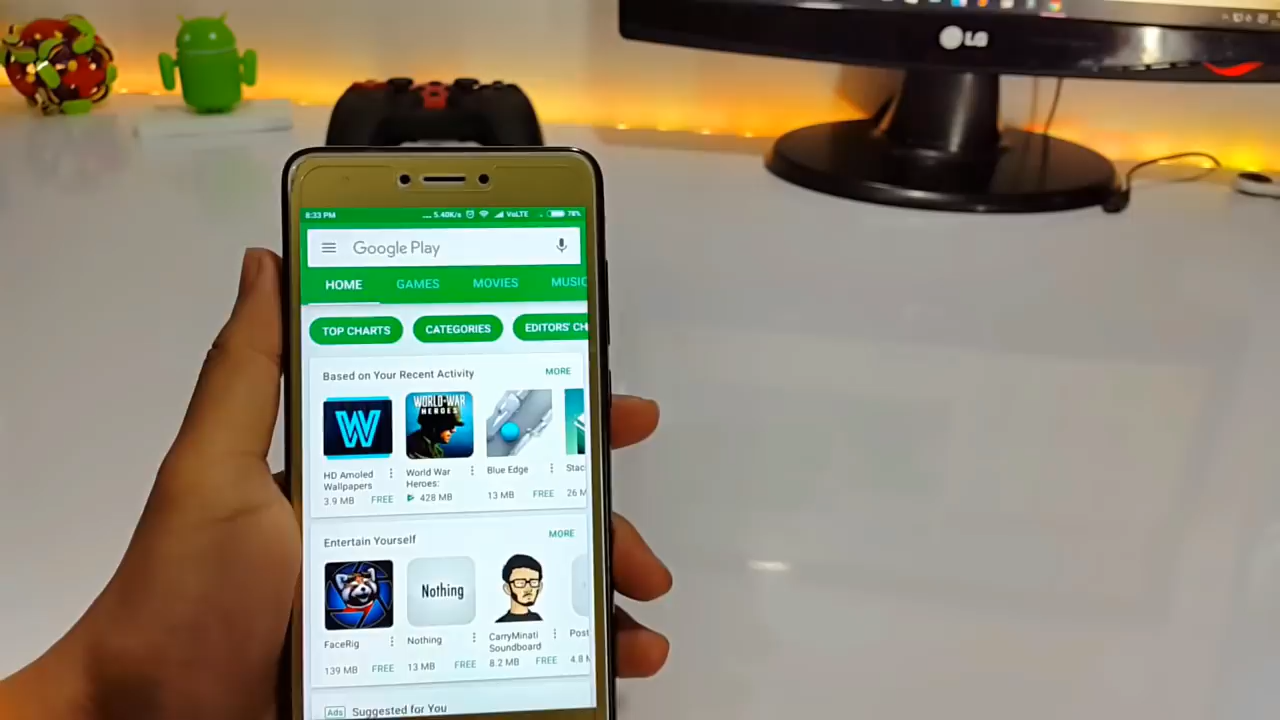 LG
8:33 PM
... 5.40K/s VoLTE 78%
Google Play
HOME GAMES MOVIES MUSIC
TOP CHARTS CATEGORIES EDITORS' CH
Based on Your Recent Activity MORE
W
WORLD-WAR
HEROES
HD Amoled
Wallpapers
3.9 MB FREE
World War
Heroes:
428 MB
Blue Edge
13 MB FREE
Stac
26 M
Entertain Yourself MORE
Nothing
FaceRig
139 MB FREE
Nothing
13 MB FREE
CarryMinati
Soundboard
8.2 MB FREE
Post
4.8 M
Ads Suggested for You